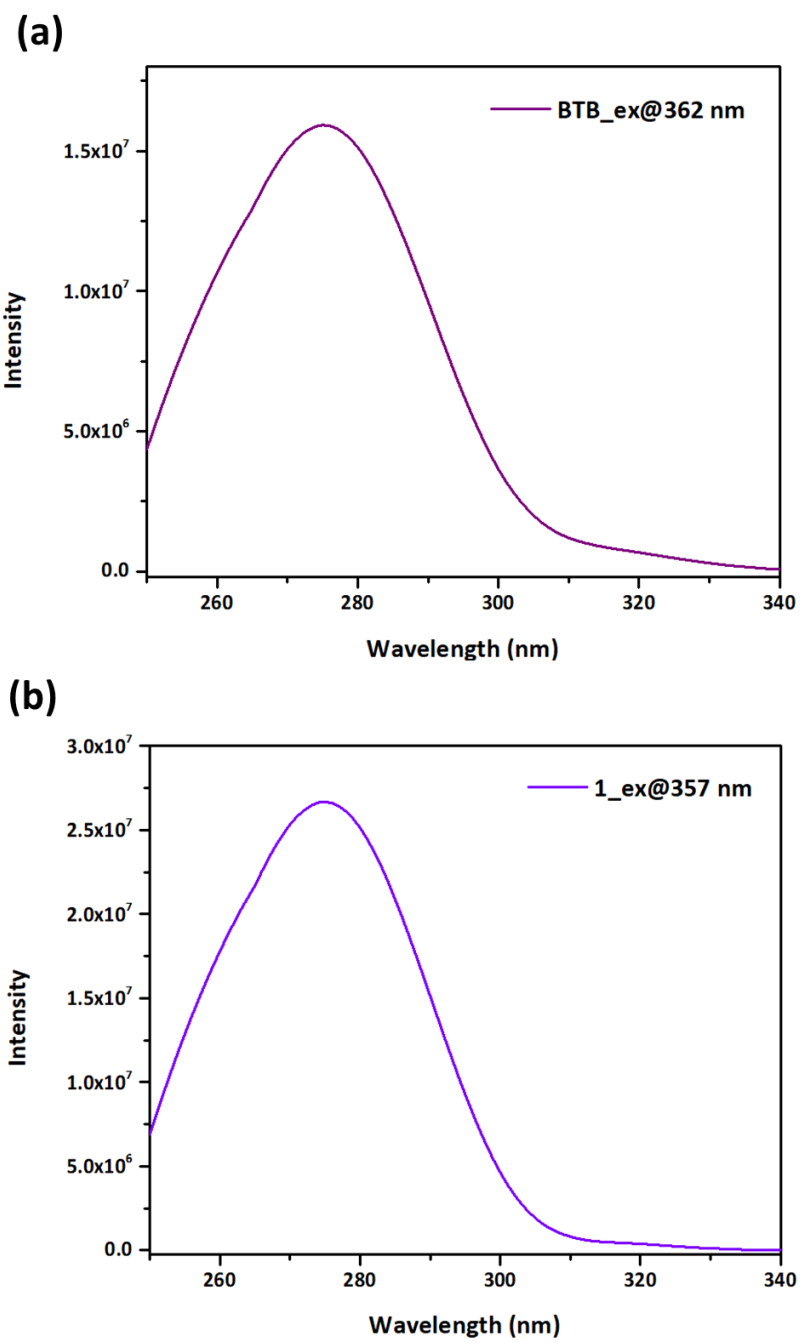 (a)
BTB_ex@362 nm
1.5x10⁷
1.0x10⁷
5.0x10⁶
0.0
Intensity
260 280 300 320 340
Wavelength (nm)
(b)
1_ex@357 nm
3.0x10⁷
2.5x10⁷
2.0x10⁷
1.5x10⁷
1.0x10⁷
5.0x10⁶
0.0
Intensity
260 280 300 320 340
Wavelength (nm)